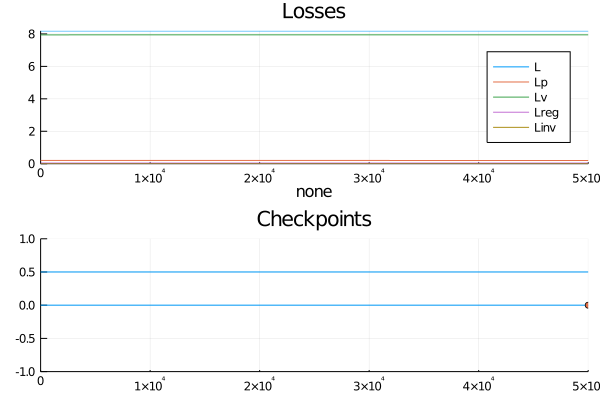 Losses
8
6
4
2
0
L
Lp
Lv
Lreg
Linv
0 1×10⁴ 2×10⁴ 3×10⁴ 4×10⁴ 5×10
none
Checkpoints
1.0
0.5
0.0
-0.5
-1.0
0 1×10⁴ 2×10⁴ 3×10⁴ 4×10⁴ 5×10